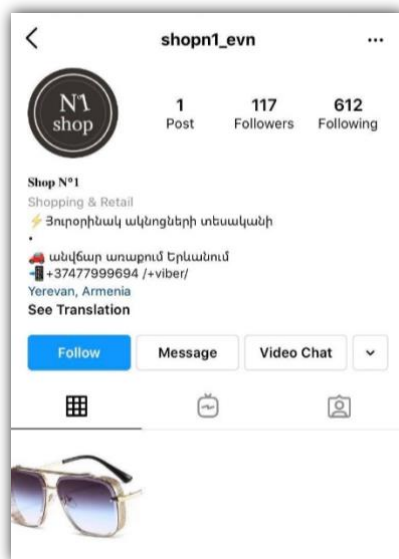 shopn1_evn
N1
shop
1 117 612
Post Followers Following
Shop N°1
Shopping & Retail
⚡Յուրօրինակ ակնոցների տեսականի
•
🚗 անվճար առաքում Երևանում
📲+37477999694 /+viber/
Yerevan, Armenia
See Translation
Follow Message Video Chat